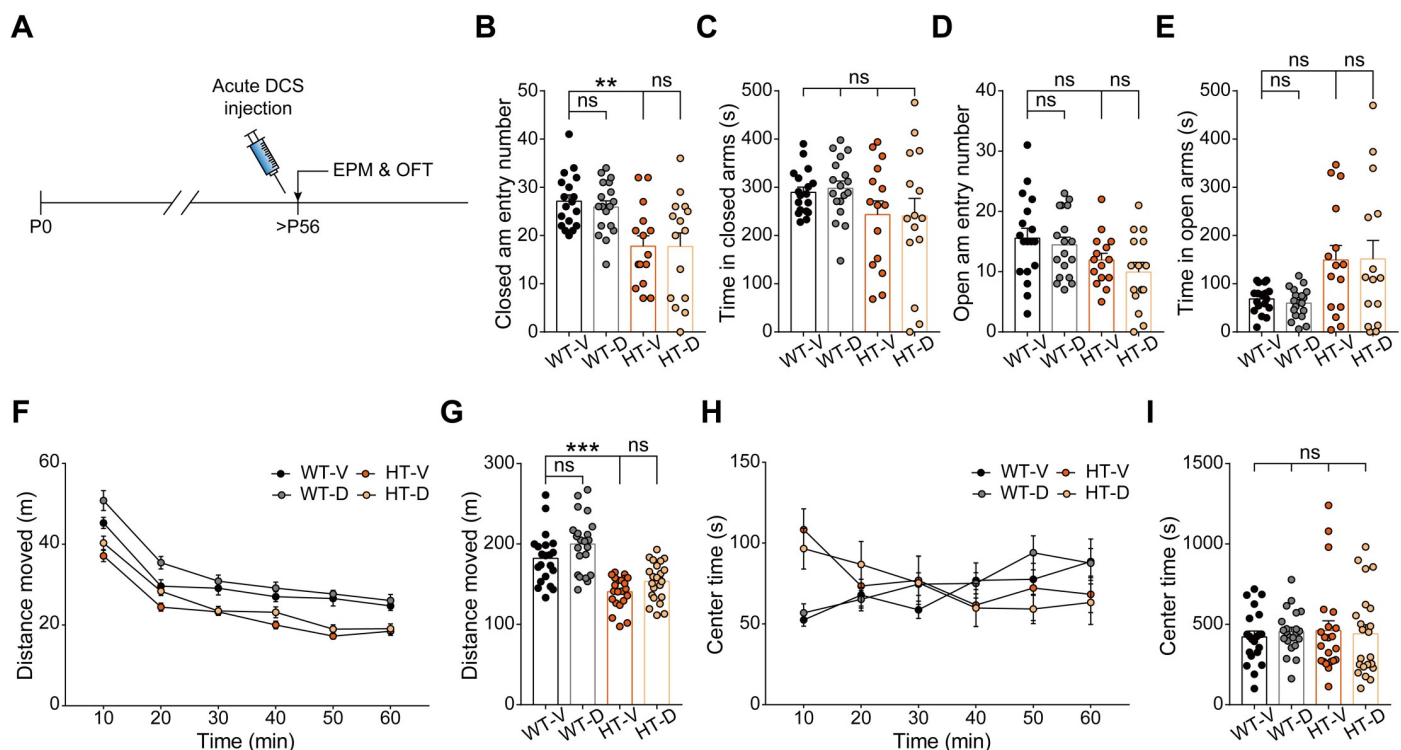 A
Acute DCS
injection
EPM & OFT
P0
>P56
B
** ns
ns
Closed am entry number
50
40
30
20
10
0
WT-V WT-D HT-V HT-D
C
ns
Time in closed arms (s)
500
400
300
200
100
0
WT-V WT-D HT-V HT-D
D
ns ns
ns
Open am entry number
40
30
20
10
0
WT-V WT-D HT-V HT-D
E
ns ns
ns
Time in open arms (s)
500
400
300
200
100
0
WT-V WT-D HT-V HT-D
F
WT-V HT-V
WT-D HT-D
Distance moved (m)
60
40
20
0
10 20 30 40 50 60
Time (min)
G
*** ns
ns
Distance moved (m)
300
200
100
0
WT-V WT-D HT-V HT-D
H
WT-V HT-V
WT-D HT-D
Center time (s)
150
100
50
0
10 20 30 40 50 60
Time (min)
I
ns
Center time (s)
1500
1000
500
0
WT-V WT-D HT-V HT-D